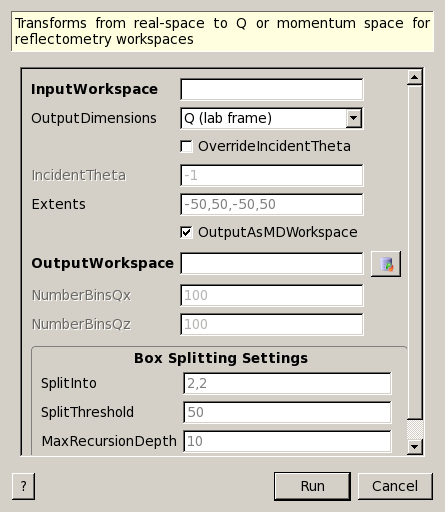 Transforms from real-space to Q or momentum space for
reflectometry workspaces
InputWorkspace
OutputDimensions Q (lab frame)
OverrideIncidentTheta
IncidentTheta -1
Extents -50,50,-50,50
OutputAsMDWorkspace
OutputWorkspace
NumberBinsQx 100
NumberBinsQz 100
Box Splitting Settings
SplitInto 2,2
SplitThreshold 50
MaxRecursionDepth 10
? Run Cancel